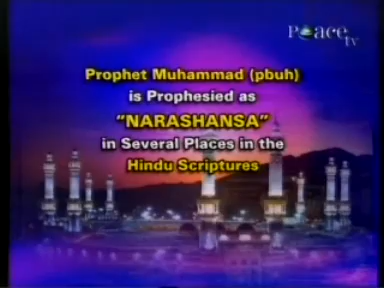 Peace
TV
Prophet Muhammad (pbuh)
is Prophesied as
“NARASHANSA”
in Several Places in the
Hindu Scriptures